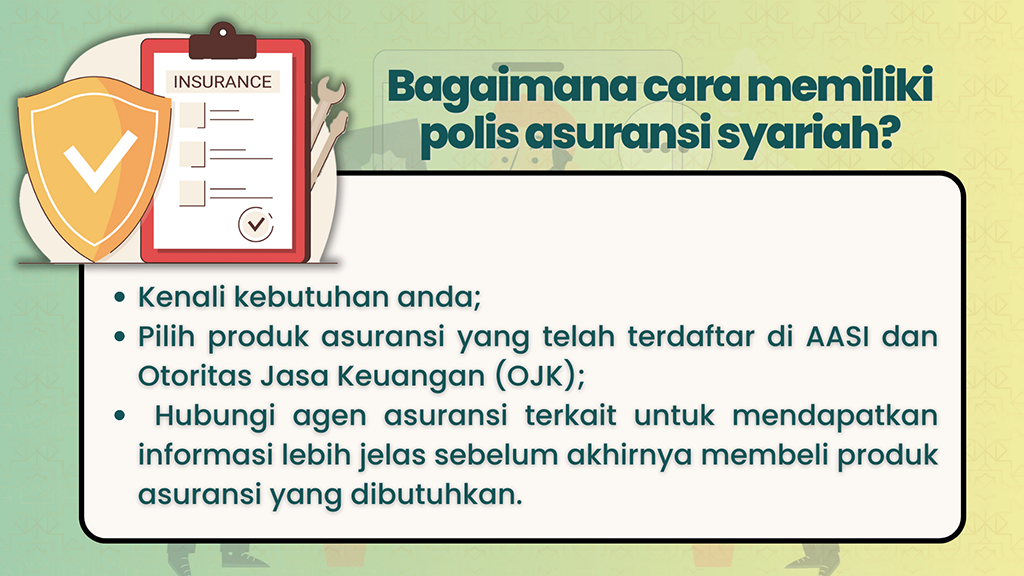 INSURANCE
Bagaimana cara memiliki
polis asuransi syariah?
• Kenali kebutuhan anda;
• Pilih produk asuransi yang telah terdaftar di AASI dan
Otoritas Jasa Keuangan (OJK);
• Hubungi agen asuransi terkait untuk mendapatkan
informasi lebih jelas sebelum akhirnya membeli produk
asuransi yang dibutuhkan.